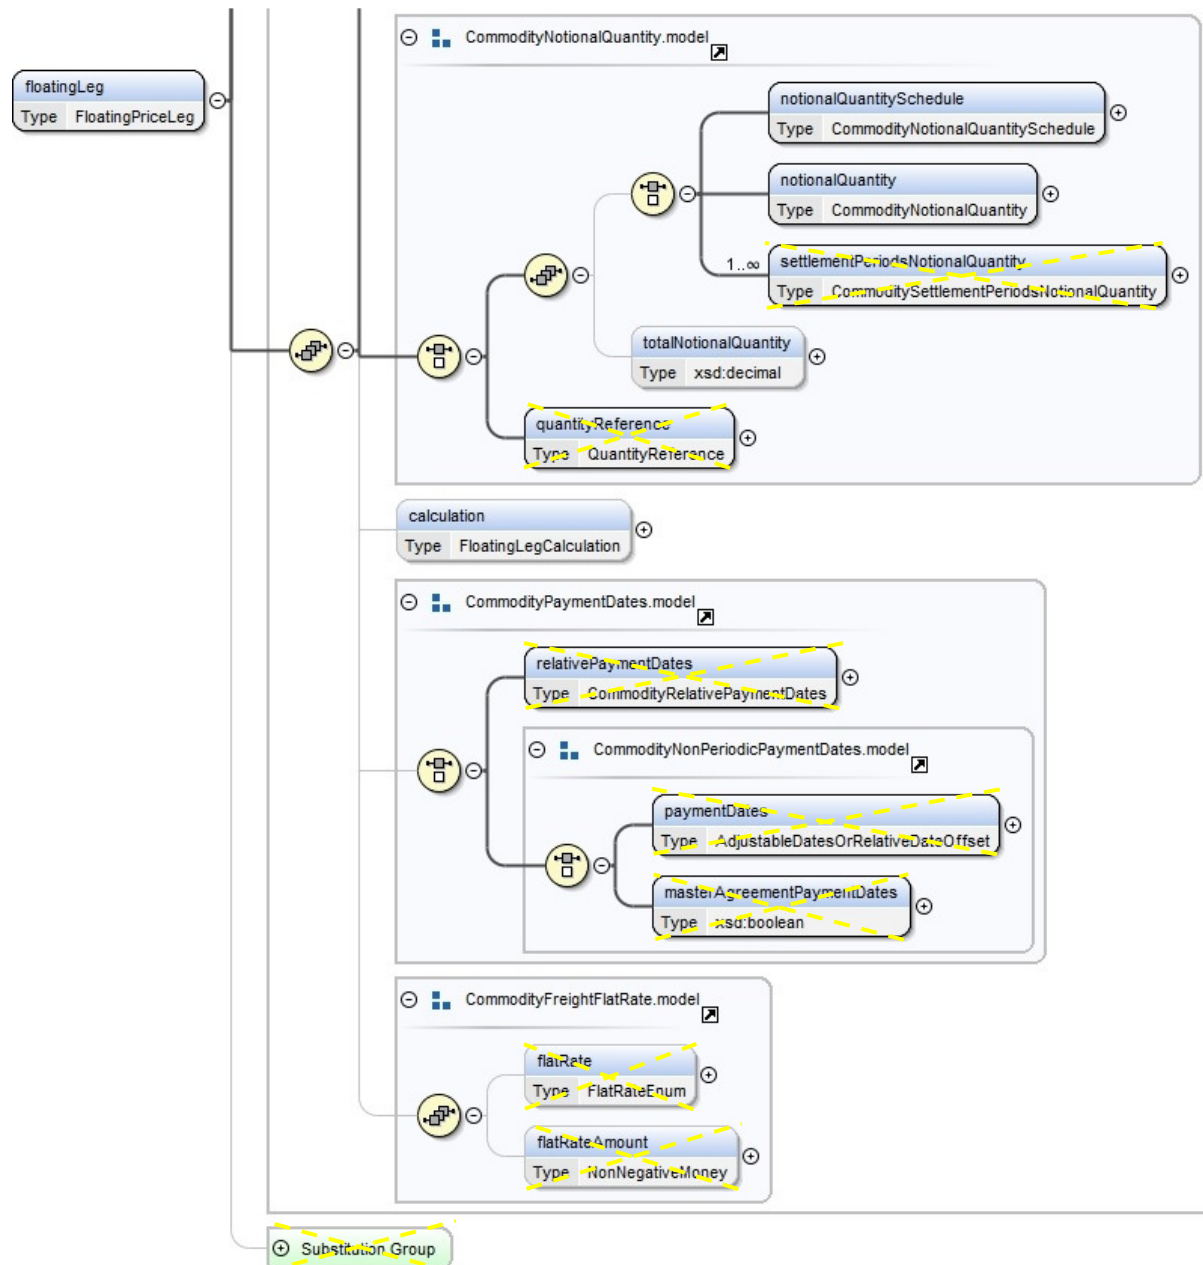 CommodityNotionalQuantity.model
floatingLeg
Type FloatingPriceLeg
notionalQuantitySchedule
Type CommodityNotionalQuantitySchedule
notionalQuantity
Type CommodityNotionalQuantity
1..∞
settlementPeriodsNotionalQuantity
Type CommoditySettlementPeriodsNotionalQuantity
totalNotionalQuantity
Type xsd:decimal
quantityReference
Type QuantityReference
calculation
Type FloatingLegCalculation
CommodityPaymentDates.model
relativePaymentDates
Type CommodityRelativePaymentDates
CommodityNonPeriodicPaymentDates.model
paymentDates
Type AdjustableDatesOrRelativeDateOffset
masterAgreementPaymentDates
Type xsd:boolean
CommodityFreightFlatRate.model
flatRate
Type FlatRateEnum
flatRateAmount
Type NonNegativeMoney
Substitution Group